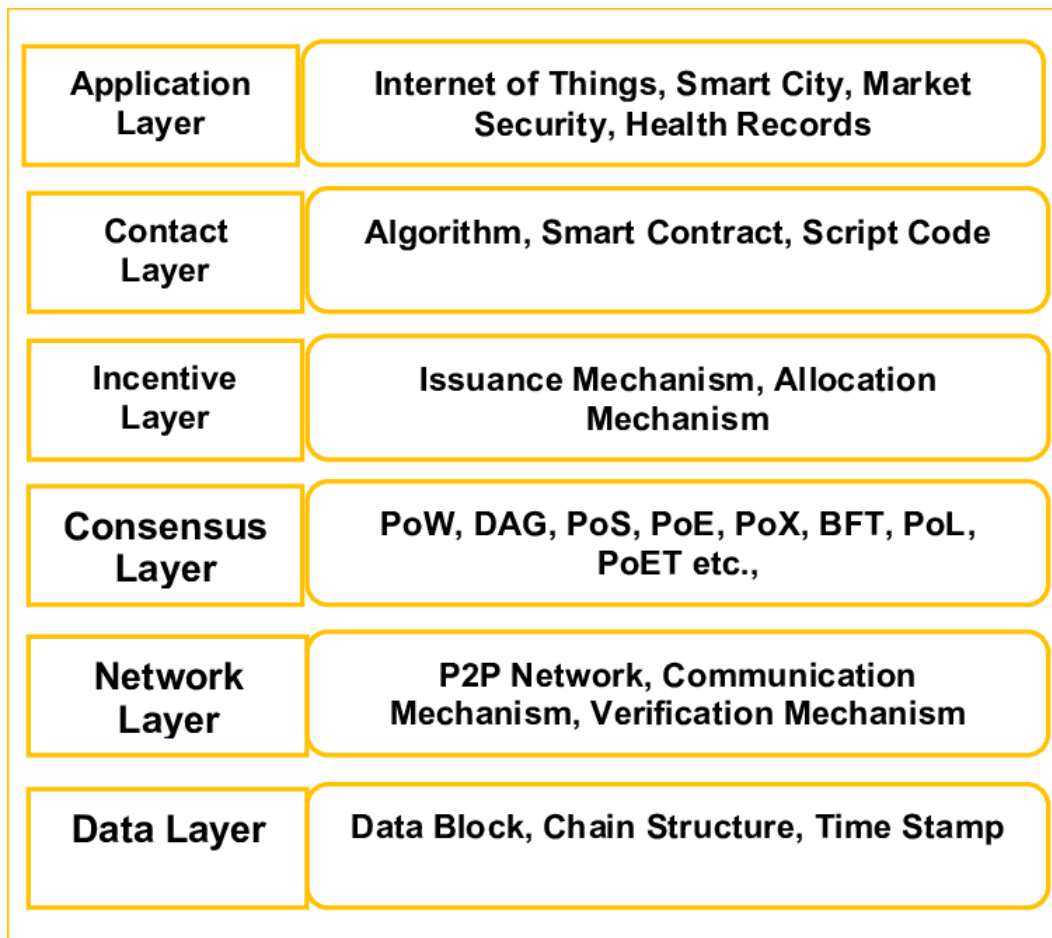 Application
Layer
Internet of Things, Smart City, Market
Security, Health Records
Contact
Layer
Algorithm, Smart Contract, Script Code
Incentive
Layer
Issuance Mechanism, Allocation
Mechanism
Consensus
Layer
PoW, DAG, PoS, PoE, PoX, BFT, PoL,
PoET etc.,
Network
Layer
P2P Network, Communication
Mechanism, Verification Mechanism
Data Layer
Data Block, Chain Structure, Time Stamp